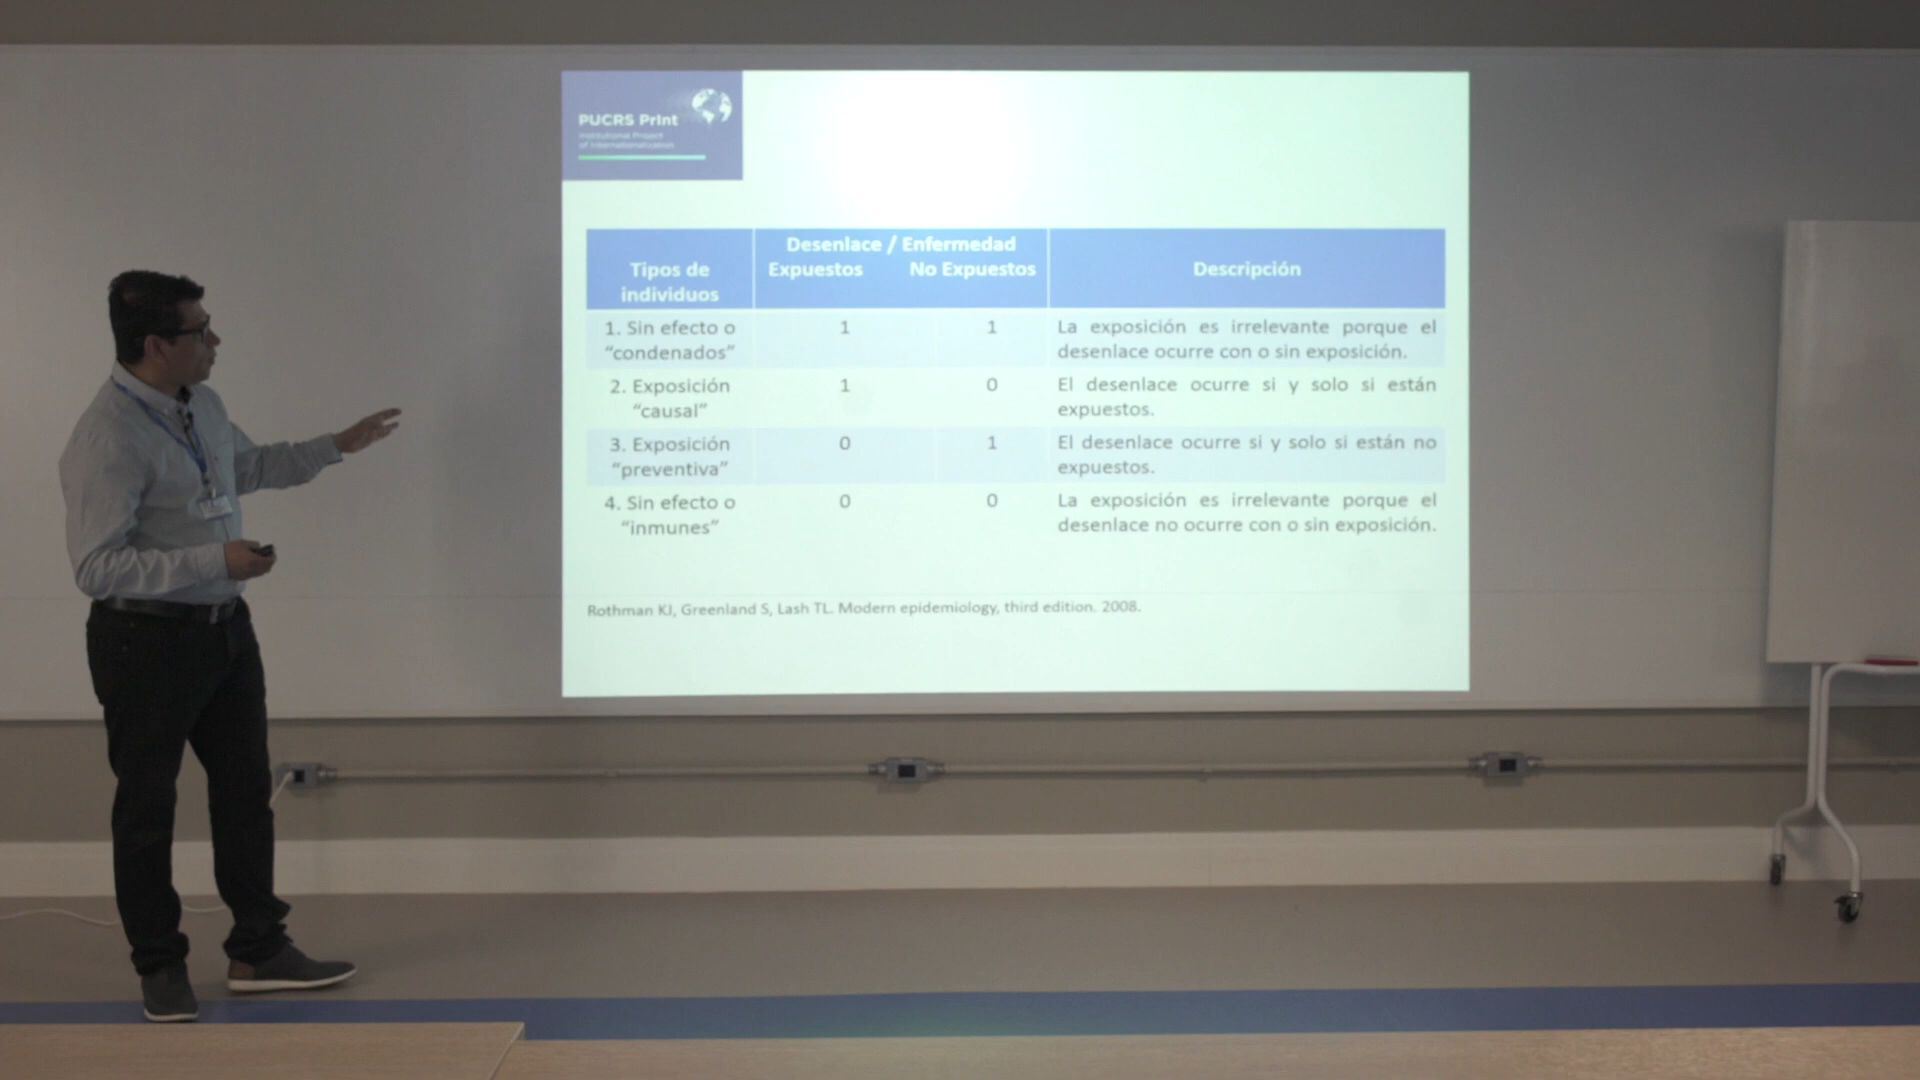 PUCRS PrInt
Institutional Project
of Internationalization
Desenlace / Enfermedad
Tipos de
individuos
Expuestos
No Expuestos
Descripción
1. Sin efecto o
“condenados”
1
1
La exposición es irrelevante porque el
desenlace ocurre con o sin exposición.
2. Exposición
“causal”
1
0
El desenlace ocurre si y solo si están
expuestos.
3. Exposición
“preventiva”
0
1
El desenlace ocurre si y solo si están no
expuestos.
4. Sin efecto o
“inmunes”
0
0
La exposición es irrelevante porque el
desenlace no ocurre con o sin exposición.
Rothman KJ, Greenland S, Lash TL. Modern epidemiology, third edition. 2008.